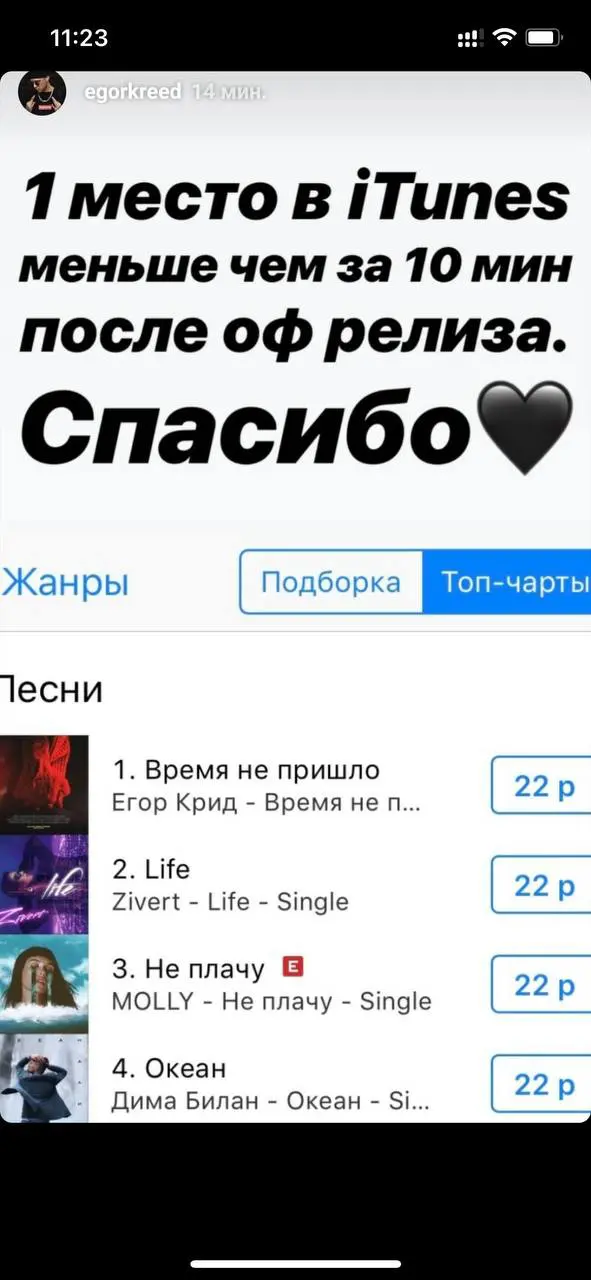 11:23
egorkreed 14 мин.
1 место в iTunes
меньше чем за 10 мин
после оф релиза.
Спасибо🖤
Жанры
Подборка
Топ-чарты
Песни
1. Время не пришло
Егор Крид - Время не п...
22 р
life
Zivert
2. Life
Zivert - Life - Single
22 р
3. Не плачу E
MOLLY - Не плачу - Single
22 р
4. Океан
Дима Билан - Океан - Si...
22 р